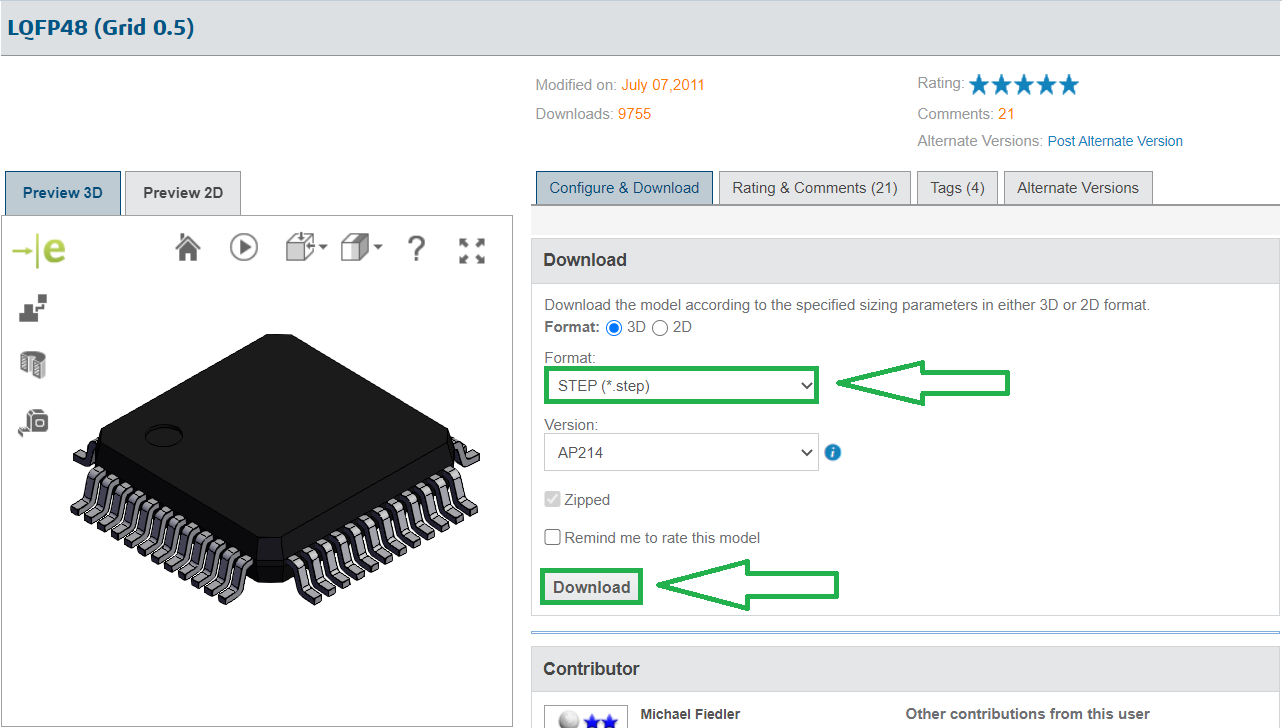 LQFP48 (Grid 0.5)
Modified on: July 07,2011
Rating:
Downloads: 9755
Comments: 21
Alternate Versions: Post Alternate Version
Preview 3D
Preview 2D
Configure & Download
Rating & Comments (21)
Tags (4)
Alternate Versions
e
?
Download
Download the model according to the specified sizing parameters in either 3D or 2D format.
Format: 3D 2D
Format:
STEP (*.step)
Version:
AP214
i
Zipped
Remind me to rate this model
Download
Contributor
Michael Fiedler
Other contributions from this user